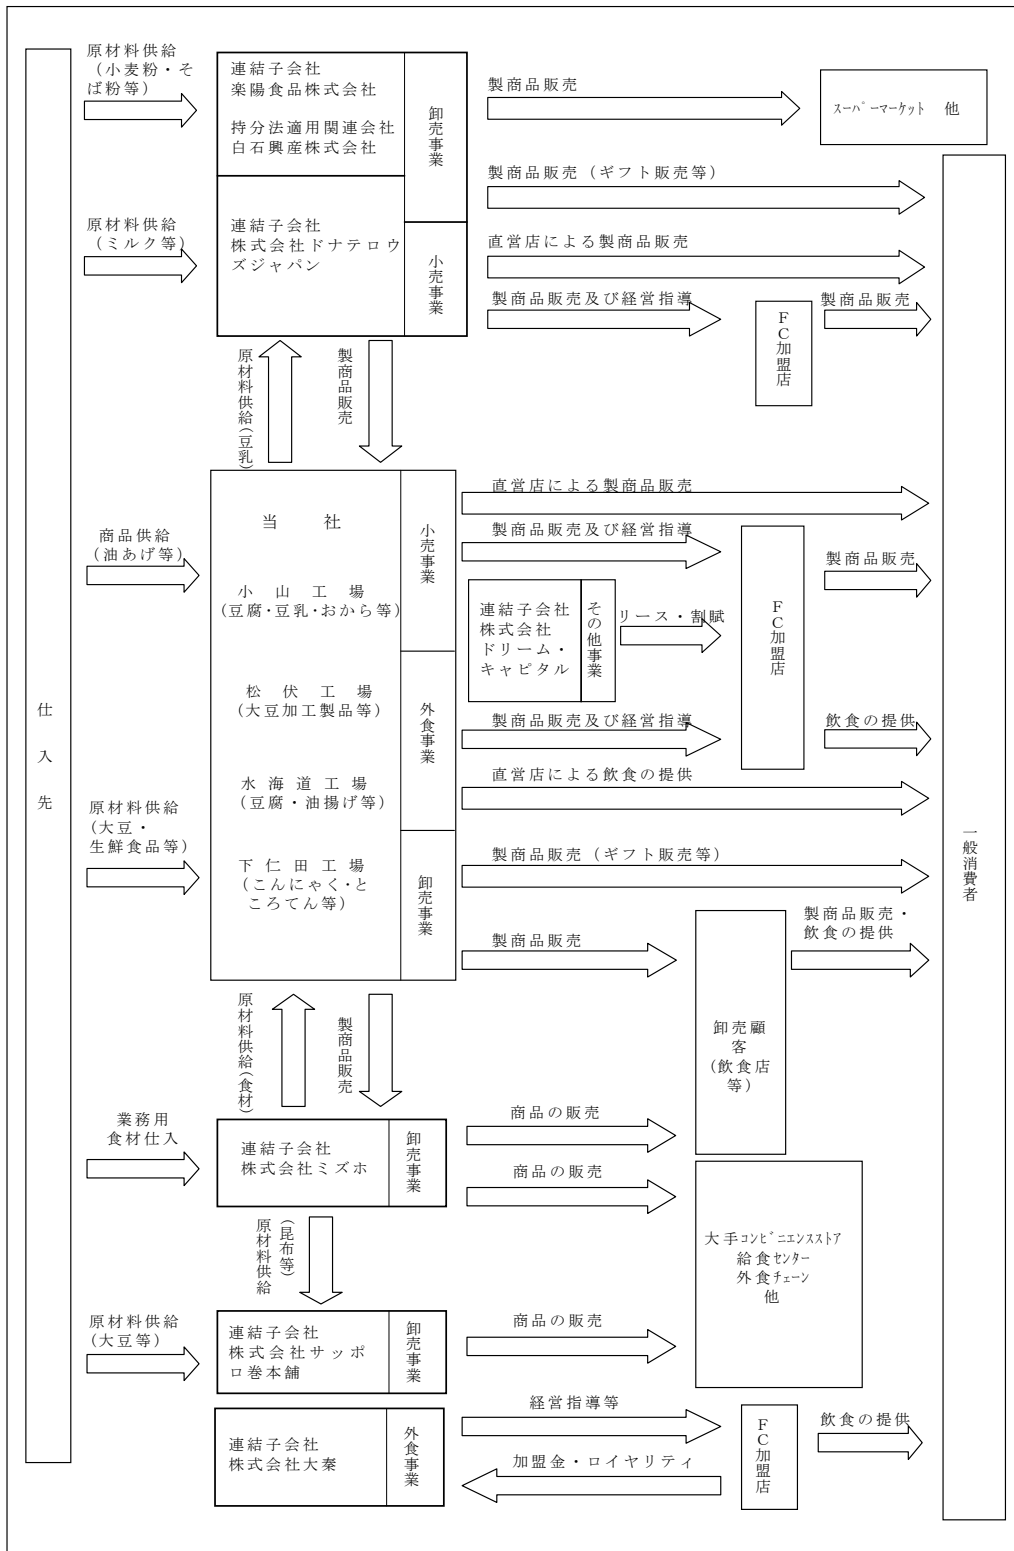 仕入先
原材料供給
(小麦粉・そ
ば粉等)
連結子会社
楽陽食品株式会社
持分法適用関連会社
白石興産株式会社
卸売事業
製商品販売
スーパーマーケット 他
製商品販売(ギフト販売等)
原材料供給
(ミルク等)
連結子会社
株式会社ドナテロウ
ズジャパン
小売事業
直営店による製商品販売
製商品販売及び経営指導
FC加盟店
製商品販売
原材料供給(豆乳)
製商品販売
一般消費者
商品供給
(油あげ等)
当 社
小山工場
(豆腐・豆乳・おから等)
松伏工場
(大豆加工製品等)
水海道工場
(豆腐・油揚げ等)
下仁田工場
(こんにゃく・と
ころてん等)
小売事業
外食事業
卸売事業
直営店による製商品販売
製商品販売及び経営指導
連結子会社
株式会社
ドリーム・
キャピタル
その他事業
リース・割賦
FC加盟店
製商品販売
製商品販売及び経営指導
飲食の提供
直営店による飲食の提供
原材料供給
(大豆・
生鮮食品等)
製商品販売(ギフト販売等)
製商品販売
卸売顧
客
(飲食店
等)
製商品販売・
飲食の提供
原材料供給(食材)
製商品販売
業務用
食材仕入
連結子会社
株式会社ミズホ
卸売事業
商品の販売
商品の販売
大手コンビニエンスストア
給食センター
外食チェーン
他
(昆布等)
原材料供給
原材料供給
(大豆等)
連結子会社
株式会社サッポ
ロ巻本舗
卸売事業
商品の販売
連結子会社
株式会社大秦
外食事業
経営指導等
加盟金・ロイヤリティ
FC加盟店
飲食の提供